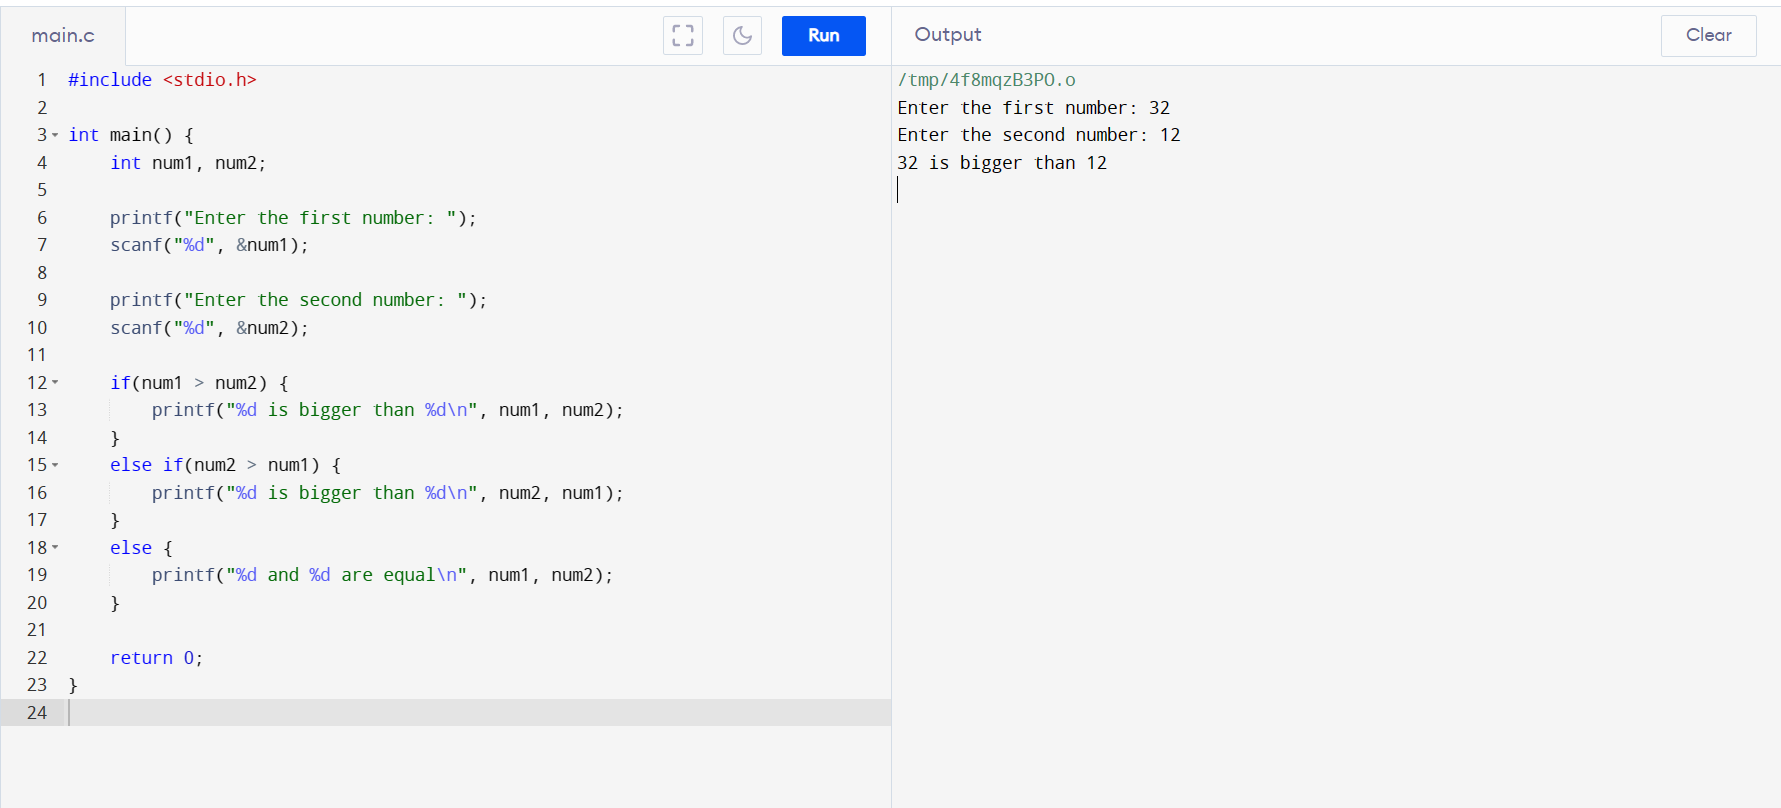 main.c
Run
1 #include <stdio.h>
2
3 int main() {
4     int num1, num2;
5
6     printf("Enter the first number: ");
7     scanf("%d", &num1);
8
9     printf("Enter the second number: ");
10     scanf("%d", &num2);
11
12     if(num1 > num2) {
13         printf("%d is bigger than %d\n", num1, num2);
14     }
15     else if(num2 > num1) {
16         printf("%d is bigger than %d\n", num2, num1);
17     }
18     else {
19         printf("%d and %d are equal\n", num1, num2);
20     }
21
22     return 0;
23 }
24
Output
Clear
/tmp/4f8mqzB3PO.o
Enter the first number: 32
Enter the second number: 12
32 is bigger than 12